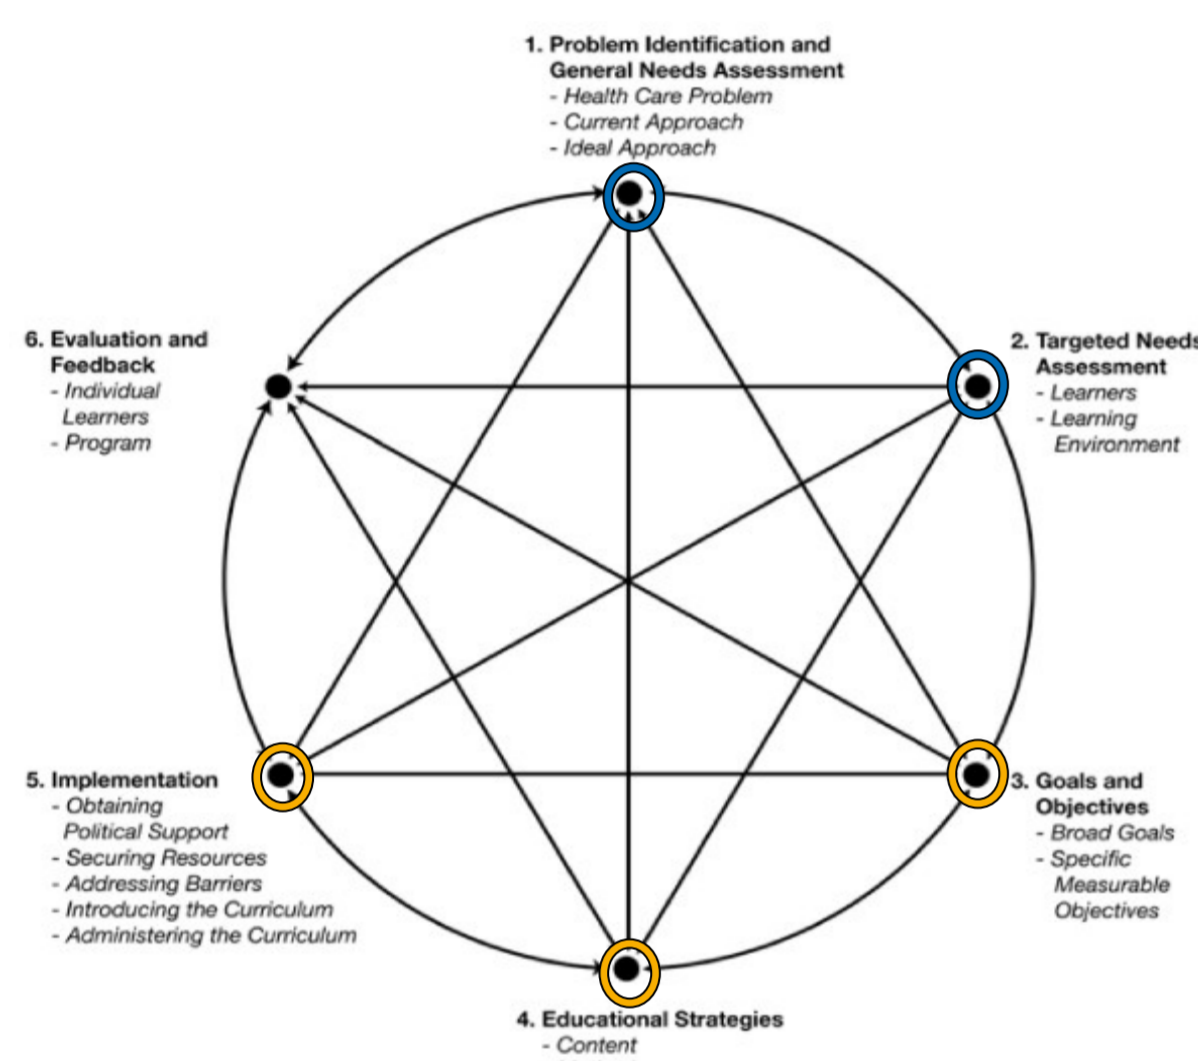 1. Problem Identification and
General Needs Assessment
- Health Care Problem
- Current Approach
- Ideal Approach
2. Targeted Needs
Assessment
- Learners
- Learning
Environment
3. Goals and
Objectives
- Broad Goals
- Specific
Measurable
Objectives
4. Educational Strategies
- Content
5. Implementation
- Obtaining
Political Support
- Securing Resources
- Addressing Barriers
- Introducing the Curriculum
- Administering the Curriculum
6. Evaluation and
Feedback
- Individual
Learners
- Program